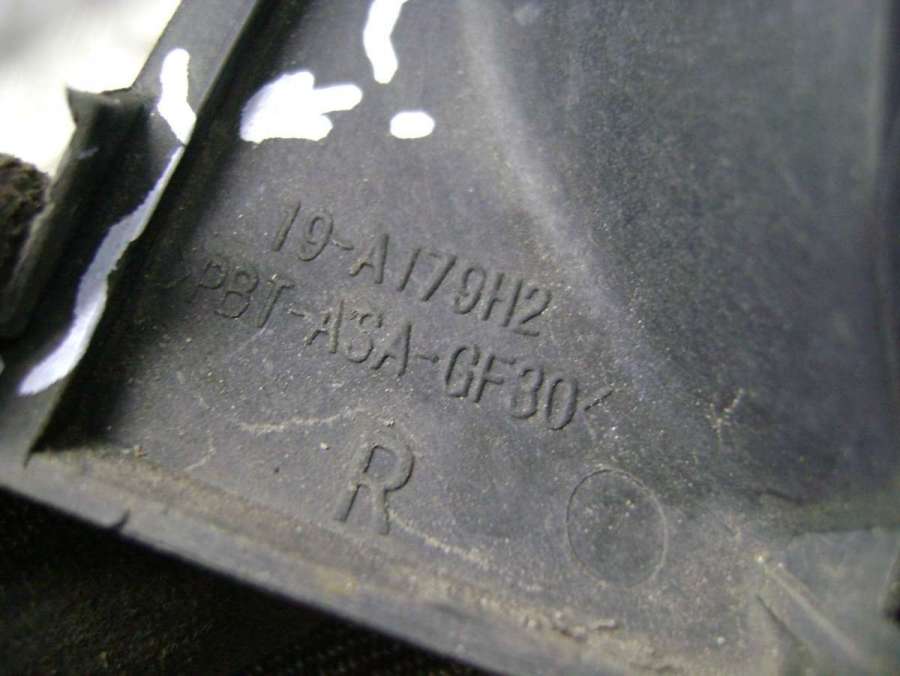 19-A179H2
>PBT-ASA-GF30<
R